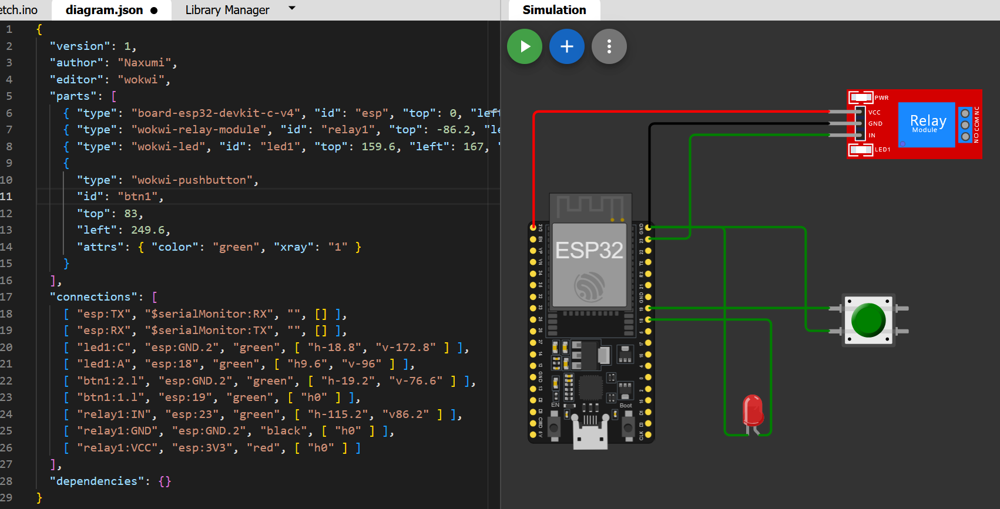 etch.ino
diagram.json
Library Manager
Simulation
1 {
2 "version": 1,
3 "author": "Naxumi",
4 "editor": "wokwi",
5 "parts": [
6 { "type": "board-esp32-devkit-c-v4", "id": "esp", "top": 0, "left
7 { "type": "wokwi-relay-module", "id": "relay1", "top": -86.2, "le
8 { "type": "wokwi-led", "id": "led1", "top": 159.6, "left": 167, "
9 {
10 "type": "wokwi-pushbutton",
11 "id": "btn1",
12 "top": 83,
13 "left": 249.6,
14 "attrs": { "color": "green", "xray": "1" }
15 }
16 ],
17 "connections": [
18 [ "esp:TX", "$serialMonitor:RX", "", [] ],
19 [ "esp:RX", "$serialMonitor:TX", "", [] ],
20 [ "led1:C", "esp:GND.2", "green", [ "h-18.8", "v-172.8" ] ],
21 [ "led1:A", "esp:18", "green", [ "h9.6", "v-96" ] ],
22 [ "btn1:2.l", "esp:GND.2", "green", [ "h-19.2", "v-76.6" ] ],
23 [ "btn1:1.l", "esp:19", "green", [ "h0" ] ],
24 [ "relay1:IN", "esp:23", "green", [ "h-115.2", "v86.2" ] ],
25 [ "relay1:GND", "esp:GND.2", "black", [ "h0" ] ],
26 [ "relay1:VCC", "esp:3V3", "red", [ "h0" ] ]
27 ],
28 "dependencies": {}
29 }
PWR
VCC
GND
IN
LED1
Relay
Module
NO COM NC
ESP32
3V3
EN
VP
VN
34
35
32
33
25
26
27
14
12
GND
13
D2
D3
CMD
5V
GND
23
22
TX
RX
21
GND
19
18
5
17
16
4
0
2
15
D1
D0
CLK
EN
Boot